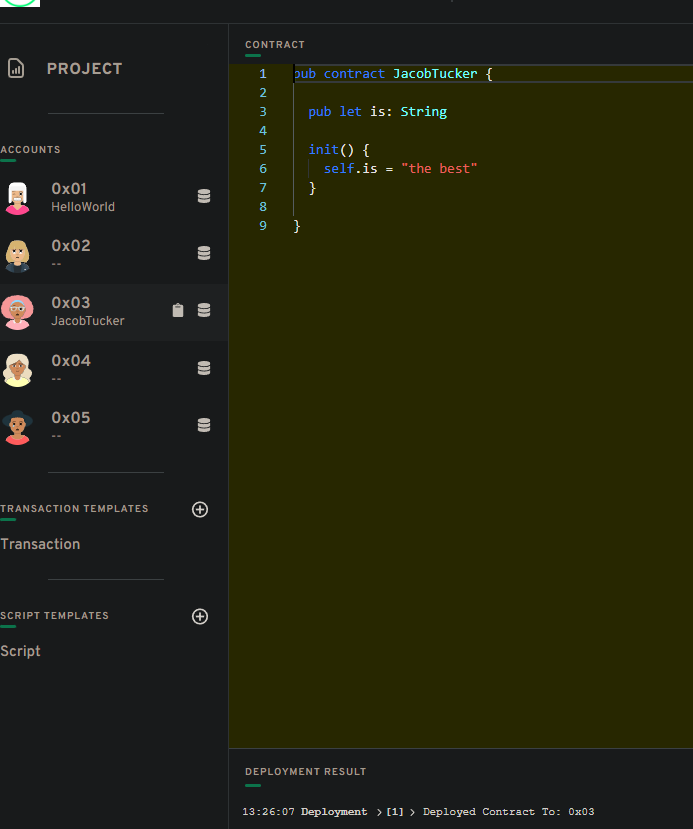 PROJECT
ACCOUNTS
0x01
HelloWorld
0x02
--
0x03
JacobTucker
0x04
--
0x05
--
TRANSACTION TEMPLATES
Transaction
SCRIPT TEMPLATES
Script
CONTRACT
1 pub contract JacobTucker {
2
3 pub let is: String
4
5 init() {
6 self.is = "the best"
7 }
8
9 }
DEPLOYMENT RESULT
13:26:07 Deployment > [1] > Deployed Contract To: 0x03